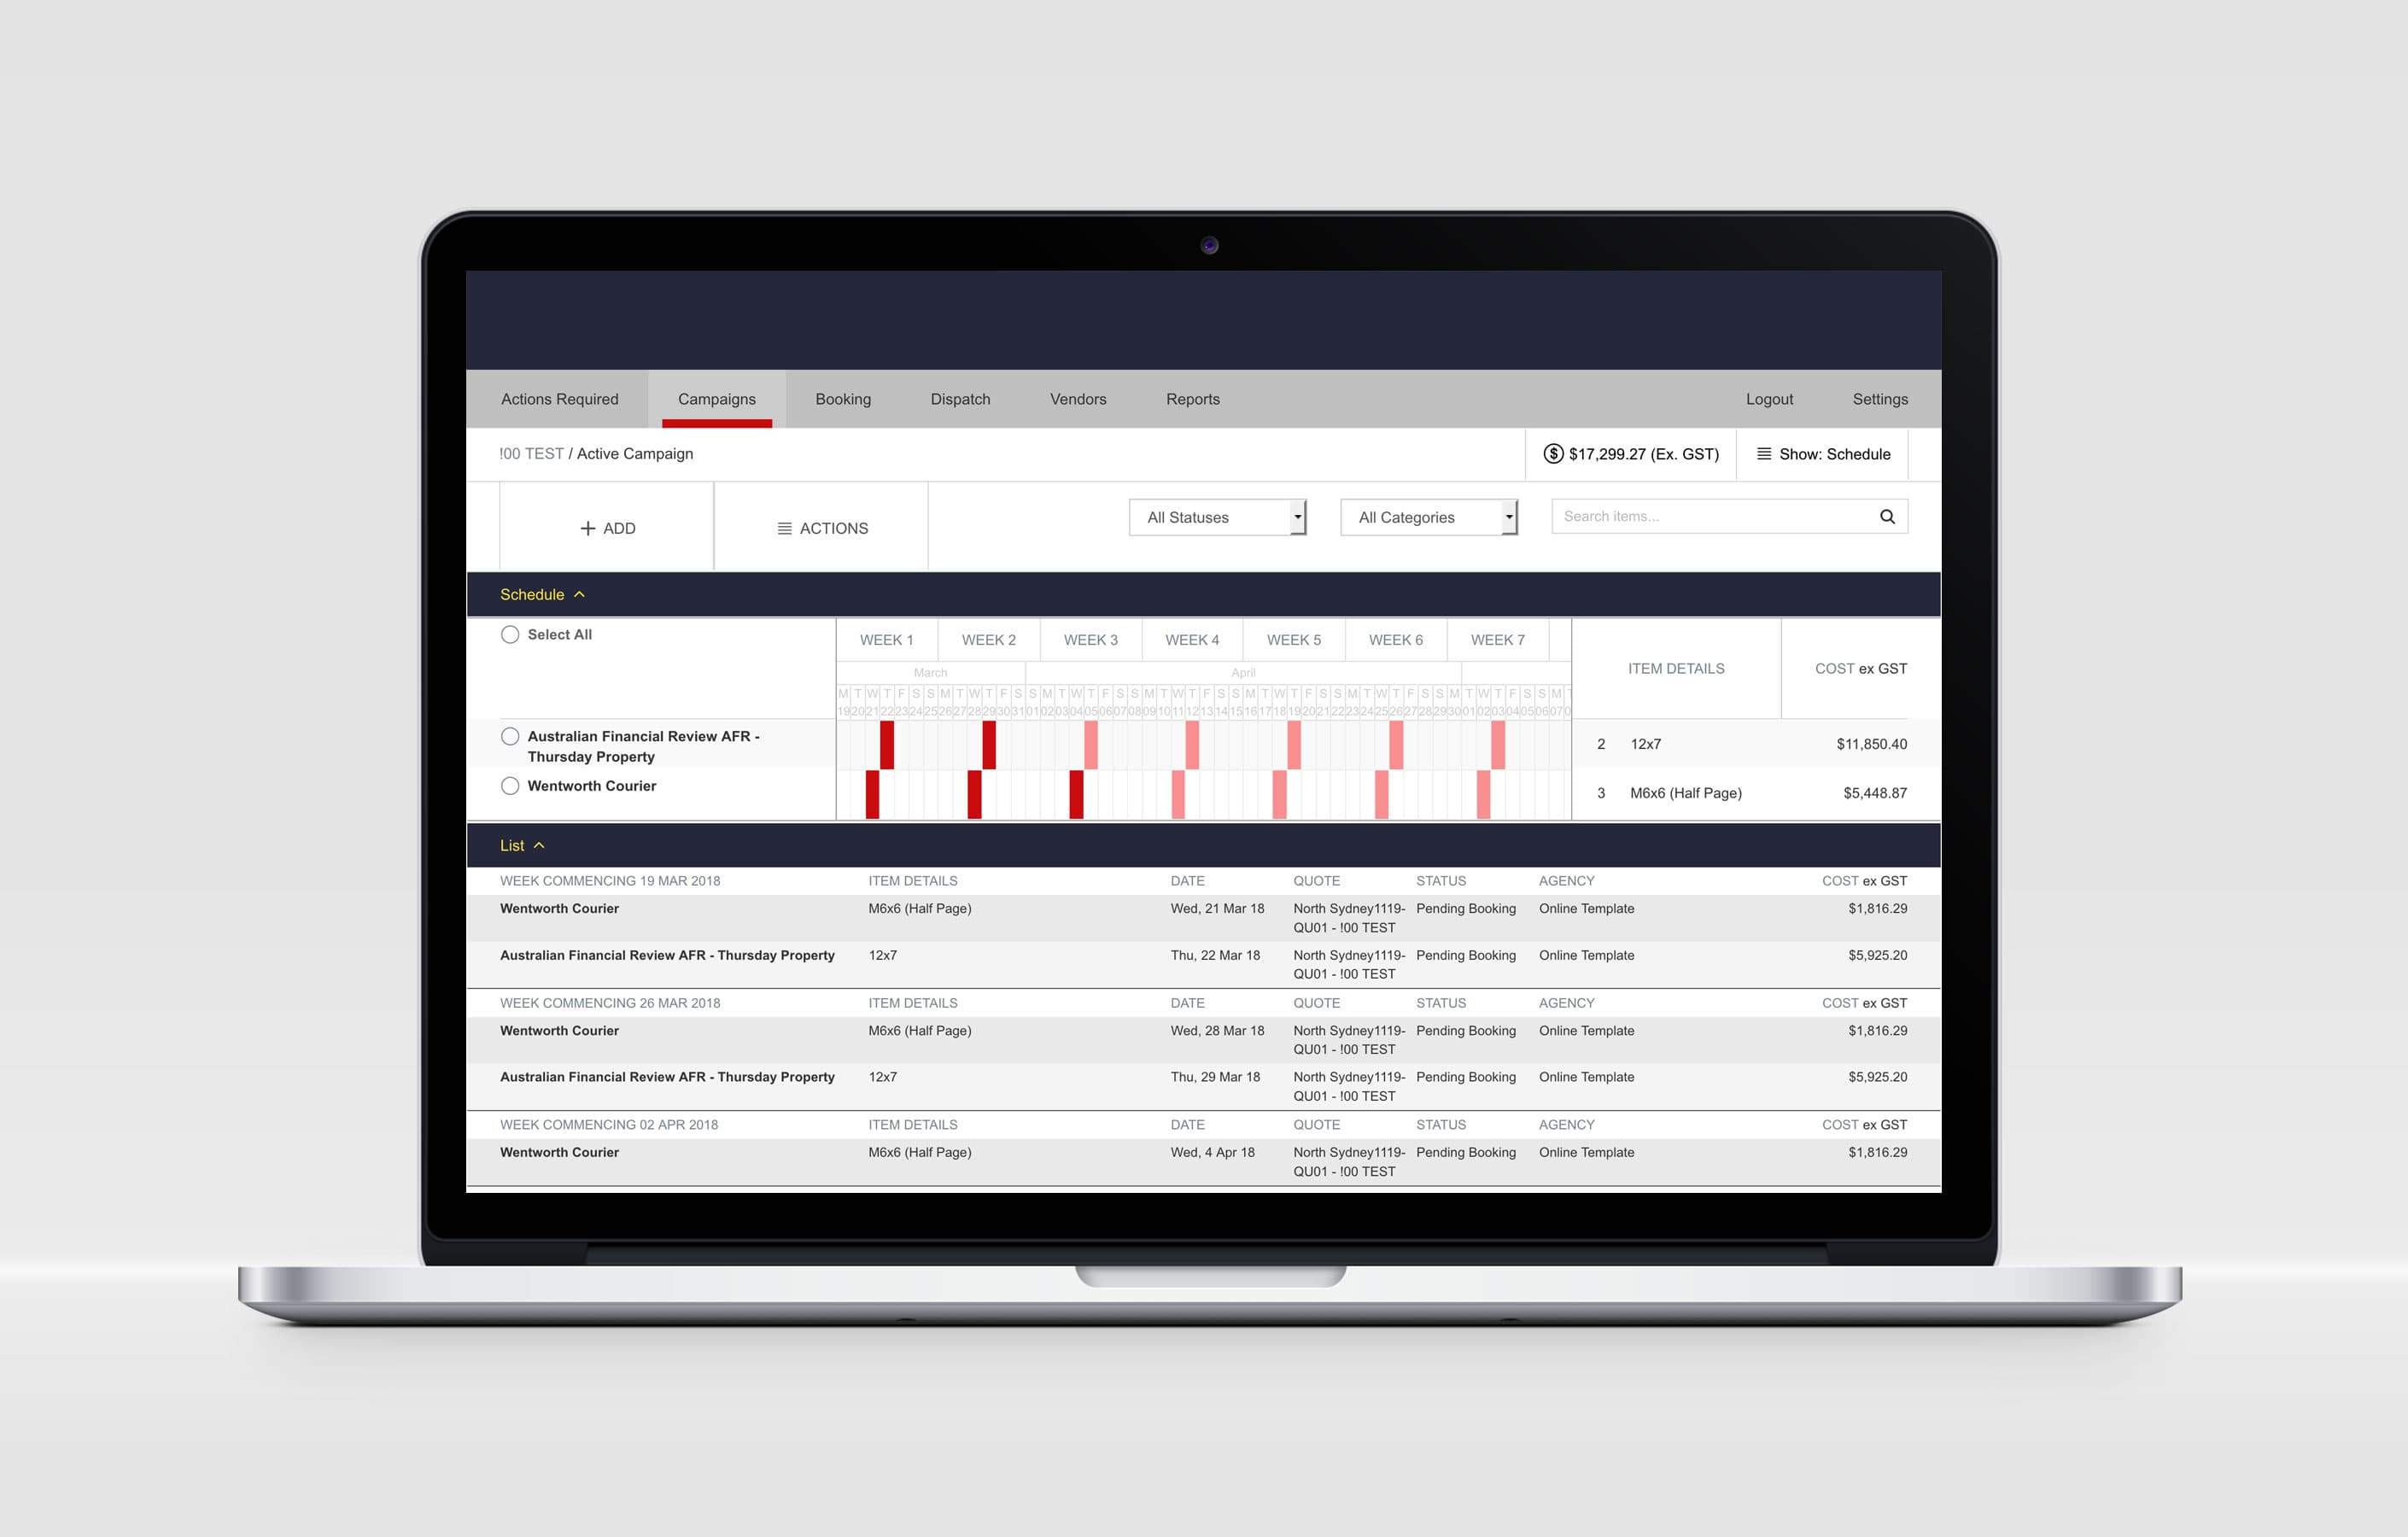 Actions Required Campaigns Booking Dispatch Vendors Reports Logout Settings
!00 TEST / Active Campaign $17,299.27 (Ex. GST) Show: Schedule
ADD ACTIONS All Statuses All Categories Search items...
Schedule
Select All WEEK 1 WEEK 2 WEEK 3 WEEK 4 WEEK 5 WEEK 6 WEEK 7 ITEM DETAILS COST ex GST
March April
M T W T F S S M T W T F S S M T W T F S S M T W T F S S M T W T F S S M T W T F S S M T W T F S S M T
19 20 21 22 23 24 25 26 27 28 29 30 31 01 02 03 04 05 06 07 08 09 10 11 12 13 14 15 16 17 18 19 20 21 22 23 24 25 26 27 28 29 30 01 02 03 04 05 06 07 0
Australian Financial Review AFR -
Thursday Property 2 12x7 $11,850.40
Wentworth Courier 3 M6x6 (Half Page) $5,448.87
List
WEEK COMMENCING 19 MAR 2018 ITEM DETAILS DATE QUOTE STATUS AGENCY COST ex GST
Wentworth Courier M6x6 (Half Page) Wed, 21 Mar 18 North Sydney1119- Pending Booking Online Template $1,816.29
QU01 - !00 TEST
Australian Financial Review AFR - Thursday Property 12x7 Thu, 22 Mar 18 North Sydney1119- Pending Booking Online Template $5,925.20
QU01 - !00 TEST
WEEK COMMENCING 26 MAR 2018 ITEM DETAILS DATE QUOTE STATUS AGENCY COST ex GST
Wentworth Courier M6x6 (Half Page) Wed, 28 Mar 18 North Sydney1119- Pending Booking Online Template $1,816.29
QU01 - !00 TEST
Australian Financial Review AFR - Thursday Property 12x7 Thu, 29 Mar 18 North Sydney1119- Pending Booking Online Template $5,925.20
QU01 - !00 TEST
WEEK COMMENCING 02 APR 2018 ITEM DETAILS DATE QUOTE STATUS AGENCY COST ex GST
Wentworth Courier M6x6 (Half Page) Wed, 4 Apr 18 North Sydney1119- Pending Booking Online Template $1,816.29
QU01 - !00 TEST